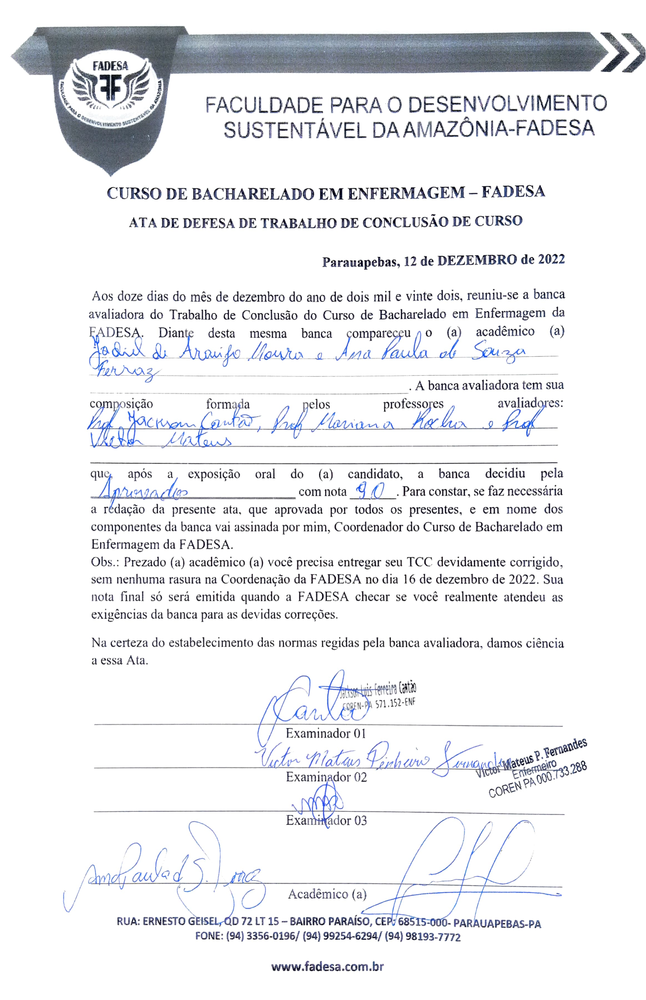 FADESA
FACULDADE PARA O DESENVOLVIMENTO SUSTENTÁVEL DA AMAZÔNIA
FACULDADE PARA O DESENVOLVIMENTO
SUSTENTÁVEL DA AMAZÔNIA-FADESA
CURSO DE BACHARELADO EM ENFERMAGEM – FADESA
ATA DE DEFESA DE TRABALHO DE CONCLUSÃO DE CURSO
Parauapebas, 12 de DEZEMBRO de 2022
Aos doze dias do mês de dezembro do ano de dois mil e vinte dois, reuniu-se a banca
avaliadora do Trabalho de Conclusão do Curso de Bacharelado em Enfermagem da
FADESA. Diante desta mesma banca compareceu o (a) acadêmico (a)
Jadiel de Araújo Moura e Ana Paula de Souza
Ferraz
. A banca avaliadora tem sua
composição formada pelos professores avaliadores:
Prof Jackson Cantão, Prof Mariana Rocha e Prof
Victor Mateus
que, após a exposição oral do (a) candidato, a banca decidiu pela
Aprovados com nota 9,0. Para constar, se faz necessária
a redação da presente ata, que aprovada por todos os presentes, e em nome dos
componentes da banca vai assinada por mim, Coordenador do Curso de Bacharelado em
Enfermagem da FADESA.
Obs.: Prezado (a) acadêmico (a) você precisa entregar seu TCC devidamente corrigido,
sem nenhuma rasura na Coordenação da FADESA no dia 16 de dezembro de 2022. Sua
nota final só será emitida quando a FADESA checar se você realmente atendeu as
exigências da banca para as devidas correções.
Na certeza do estabelecimento das normas regidas pela banca avaliadora, damos ciência
a essa Ata.
Cantão
Jackson Luis Ferreira Cantão
COREN-PA 571.152-ENF
Examinador 01
Victor Mateus Pinheiro Fernandes
Victor Mateus P. Fernandes
Enfermeiro
COREN PA 000.733.288
Examinador 02
Examinador 03
Ana Paula d S. Ferraz
Acadêmico (a)
RUA: ERNESTO GEISEL, QD 72 LT 15 – BAIRRO PARAÍSO, CEP: 68515-000- PARAUAPEBAS-PA
FONE: (94) 3356-0196/ (94) 99254-6294/ (94) 98193-7772
www.fadesa.com.br